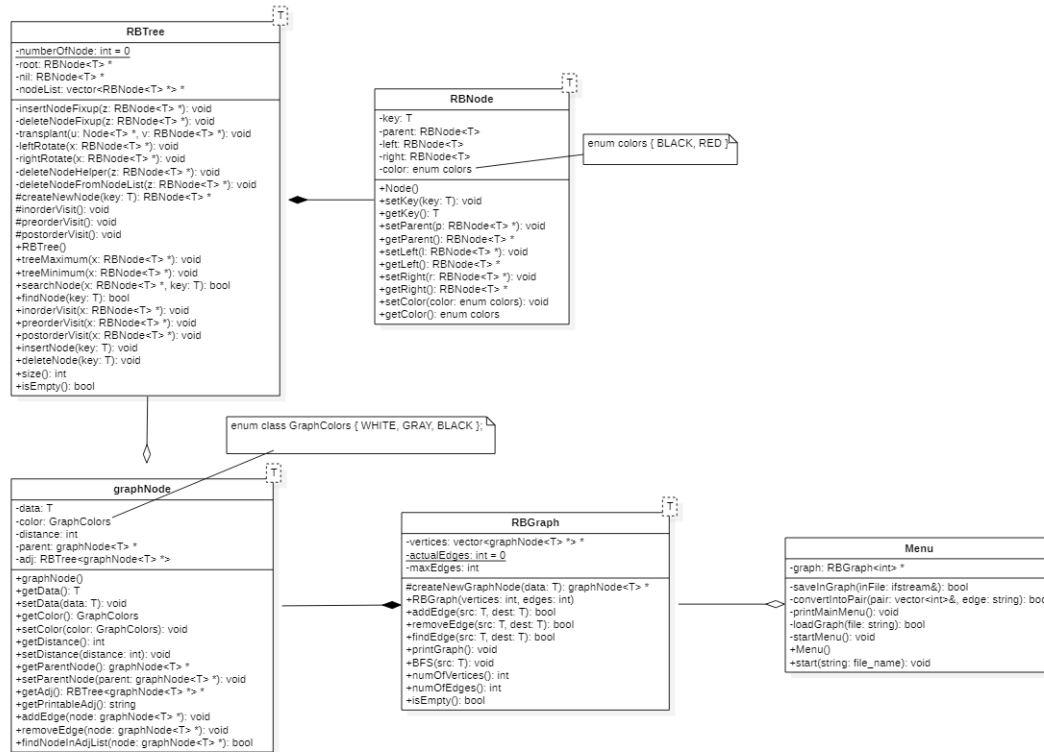 T
RBTree
-numberOfNode: int = 0
-root: RBNode<T> *
-nil: RBNode<T> *
-nodeList: vector<RBNode<T> *> *
-insertNodeFixup(z: RBNode<T> *): void
-deleteNodeFixup(z: RBNode<T> *): void
-transplant(u: Node<T> *, v: RBNode<T> *): void
-leftRotate(x: RBNode<T> *): void
-rightRotate(x: RBNode<T> *): void
-deleteNodeHelper(z: RBNode<T> *): void
-deleteNodeFromNodeList(z: RBNode<T> *): void
#createNewNode(key: T): RBNode<T> *
#inorderVisit(): void
#preorderVisit(): void
#postorderVisit(): void
+RBTree()
+treeMaximum(x: RBNode<T> *): void
+treeMinimum(x: RBNode<T> *): void
+searchNode(x: RBNode<T> *, key: T): bool
+findNode(key: T): bool
+inorderVisit(x: RBNode<T> *): void
+preorderVisit(x: RBNode<T> *): void
+postorderVisit(x: RBNode<T> *): void
+insertNode(key: T): void
+deleteNode(key: T): void
+size(): int
+isEmpty(): bool
T
RBNode
-key: T
-parent: RBNode<T>
-left: RBNode<T>
-right: RBNode<T>
-color: enum colors
+Node()
+setKey(key: T): void
+getKey(): T
+setParent(p: RBNode<T> *): void
+getParent(): RBNode<T> *
+setLeft(l: RBNode<T> *): void
+getLeft(): RBNode<T> *
+setRight(r: RBNode<T> *): void
+getRight(): RBNode<T> *
+setColor(color: enum colors): void
+getColor(): enum colors
enum colors { BLACK, RED }
enum class GraphColors { WHITE, GRAY, BLACK };
T
graphNode
-data: T
-color: GraphColors
-distance: int
-parent: graphNode<T> *
-adj: RBTree<graphNode<T> *>
+graphNode()
+getData(): T
+setData(data: T): void
+getColor(): GraphColors
+setColor(color: GraphColors): void
+getDistance(): int
+setDistance(distance: int): void
+getParentNode(): graphNode<T> *
+setParentNode(parent: graphNode<T> *): void
+getAdj(): RBTree<graphNode<T> *> *
+getPrintableAdj(): string
+addEdge(node: graphNode<T> *): void
+removeEdge(node: graphNode<T> *): void
+findNodeInAdjList(node: graphNode<T> *): bool
T
RBGraph
-vertices: vector<graphNode<T> *> *
-actualEdges: int = 0
-maxEdges: int
#createNewGraphNode(data: T): graphNode<T> *
+RBGraph(vertices: int, edges: int)
+addEdge(src: T, dest: T): bool
+removeEdge(src: T, dest: T): bool
+findEdge(src: T, dest: T): bool
+printGraph(): void
+BFS(src: T): void
+numOfVertices(): int
+numOfEdges(): int
+isEmpty(): bool
Menu
-graph: RBGraph<int> *
-saveInGraph(inFile: ifstream&): bool
-convertIntoPair(pair: vector<int>&, edge: string): boo
-printMainMenu(): void
-loadGraph(file: string): bool
-startMenu(): void
+Menu()
+start(string: file_name): void